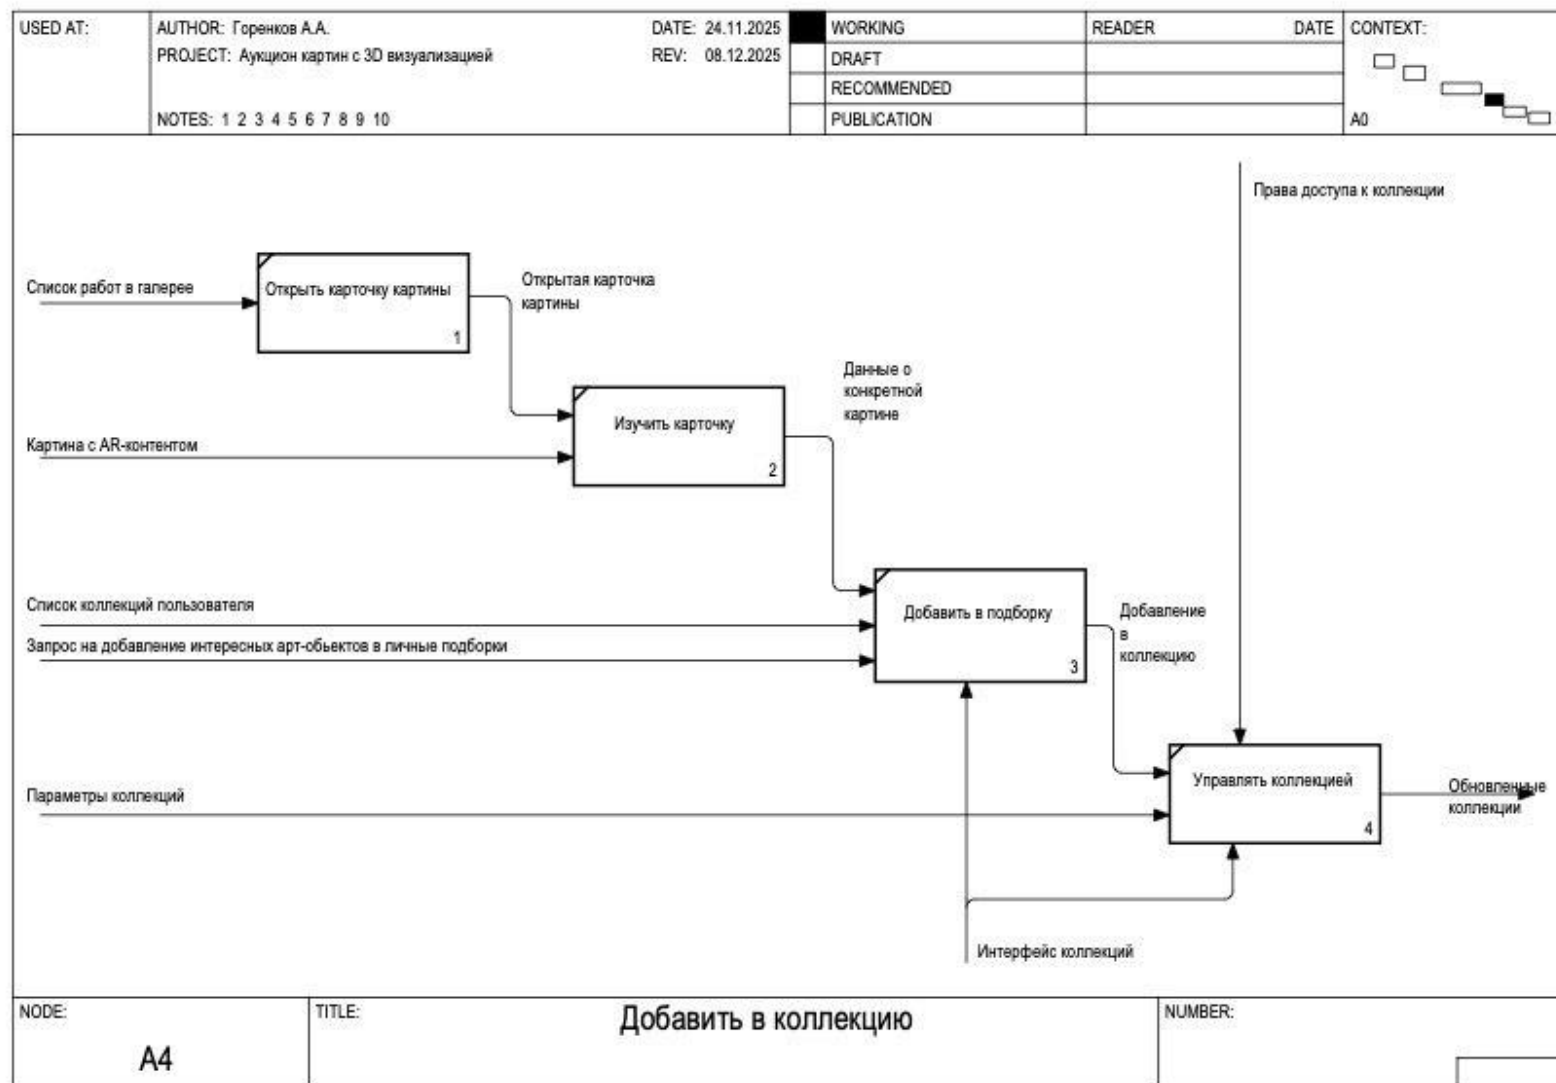 USED AT:
AUTHOR: Горенков А.А.
DATE: 24.11.2025
PROJECT: Аукцион картин с 3D визуализацией
REV: 08.12.2025
NOTES: 1 2 3 4 5 6 7 8 9 10
WORKING
DRAFT
RECOMMENDED
PUBLICATION
READER
DATE
CONTEXT:
A0
Права доступа к коллекции
Список работ в галерее
Открыть карточку картины
1
Открытая карточка
картины
Данные о
конкретной
картине
Изучить карточку
2
Картина с AR-контентом
Список коллекций пользователя
Запрос на добавление интересных арт-обьектов в личные подборки
Добавить в подборку
3
Добавление
в
коллекцию
Параметры коллекций
Управлять коллекцией
4
Обновленные
коллекции
Интерфейс коллекций
NODE:
A4
TITLE:
Добавить в коллекцию
NUMBER: